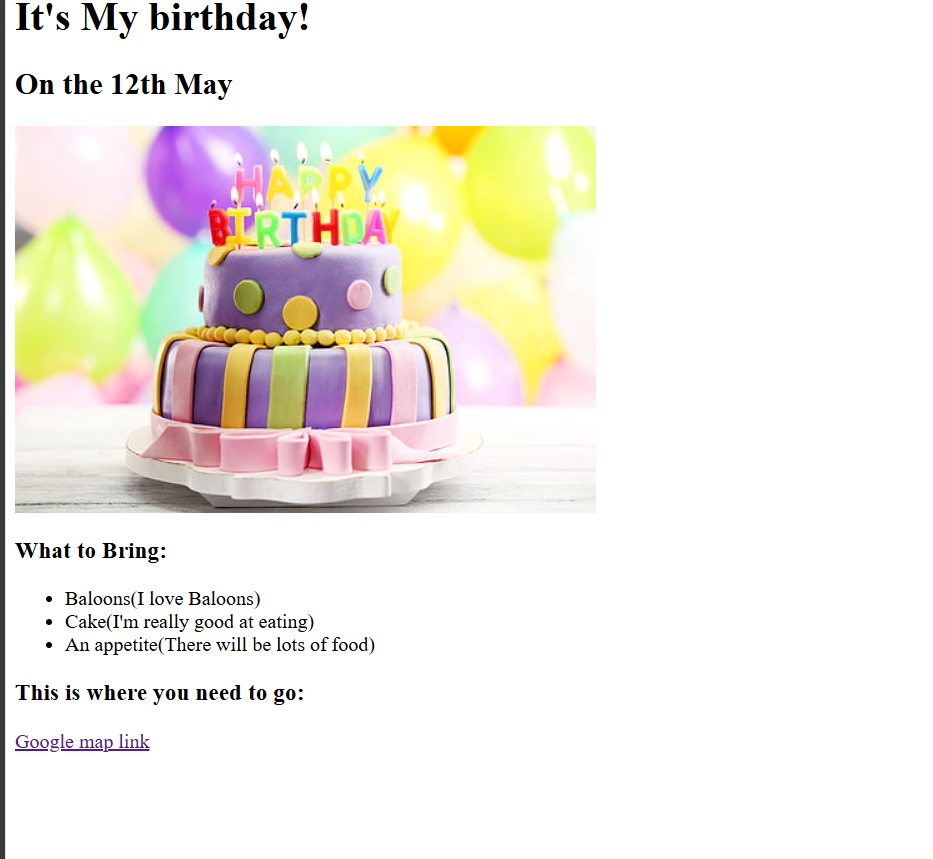 It's My birthday!
On the 12th May
HAPPY
BIRTHDAY
What to Bring:
Baloons(I love Baloons)
Cake(I'm really good at eating)
An appetite(There will be lots of food)
This is where you need to go:
Google map link